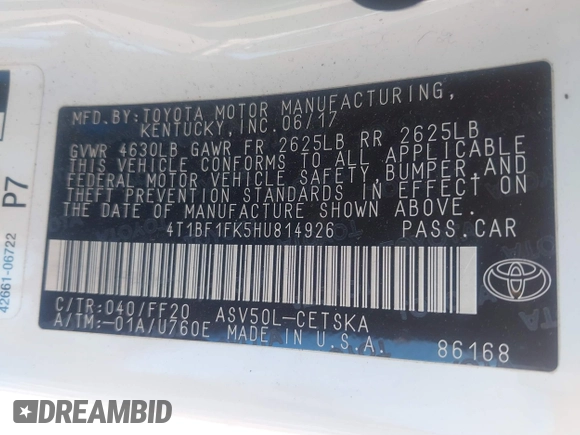 MFD.BY:TOYOTA MOTOR MANUFACTURING,
KENTUCKY,INC.06/17
GVWR 4630LB GAWR FR 2625LB RR 2625LB
THIS VEHICLE CONFORMS TO ALL APPLICABLE
FEDERAL MOTOR VEHICLE SAFETY,BUMPER,AND
THEFT PREVENTION STANDARDS IN EFFECT ON
THE DATE OF MANUFACTURE SHOWN ABOVE.
4T1BF1FK5HU814926 PASS.CAR
C/TR:040/FF20 ASV50L-CETSKA
A/TM:-01A/U760E MADE IN U.S.A. 86168
42661-06722 P7
DREAMBID